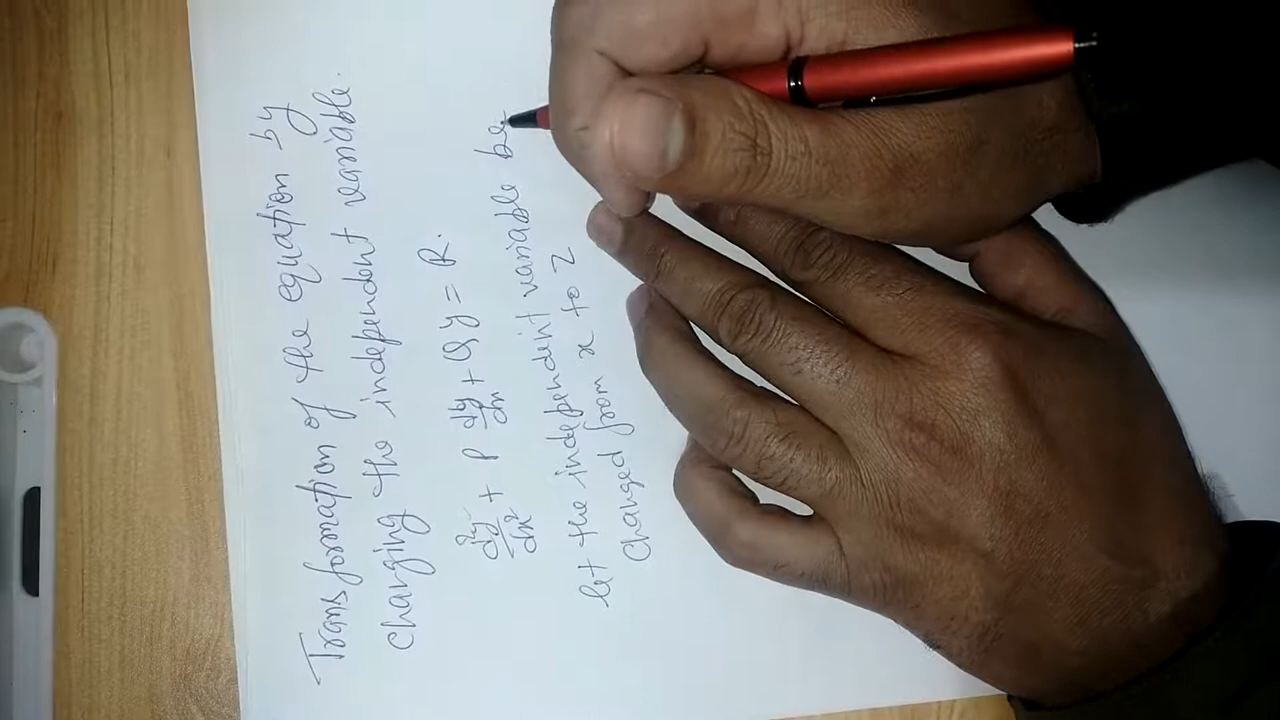 Transformation of the equation by
changing the independent variable.
d²y/dx² + P dy/dx + Qy = R.
let the independent variable be
changed from x to z